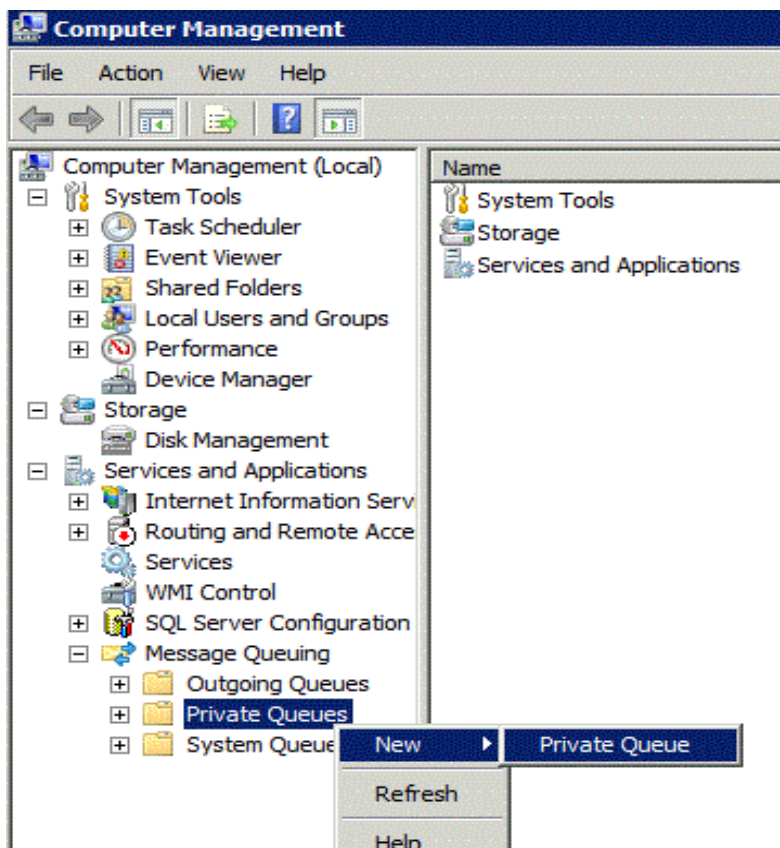 Computer Management
File Action View Help
Computer Management (Local)
System Tools
Task Scheduler
Event Viewer
Shared Folders
Local Users and Groups
Performance
Device Manager
Storage
Disk Management
Services and Applications
Internet Information Serv
Routing and Remote Acce
Services
WMI Control
SQL Server Configuration
Message Queuing
Outgoing Queues
Private Queues
System Queue
Name
System Tools
Storage
Services and Applications
New
Private Queue
Refresh
Help